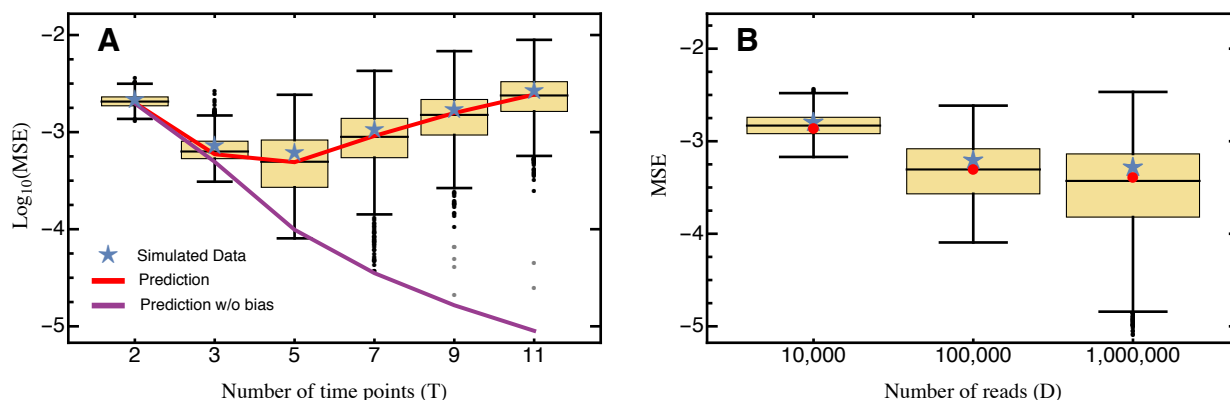 A
−2
−3
−4
−5
Log10(MSE)
Simulated Data
Prediction
Prediction w/o bias
2 3 5 7 9 11
Number of time points (T)
B
−2
−3
−4
−5
MSE
10,000 100,000 1,000,000
Number of reads (D)